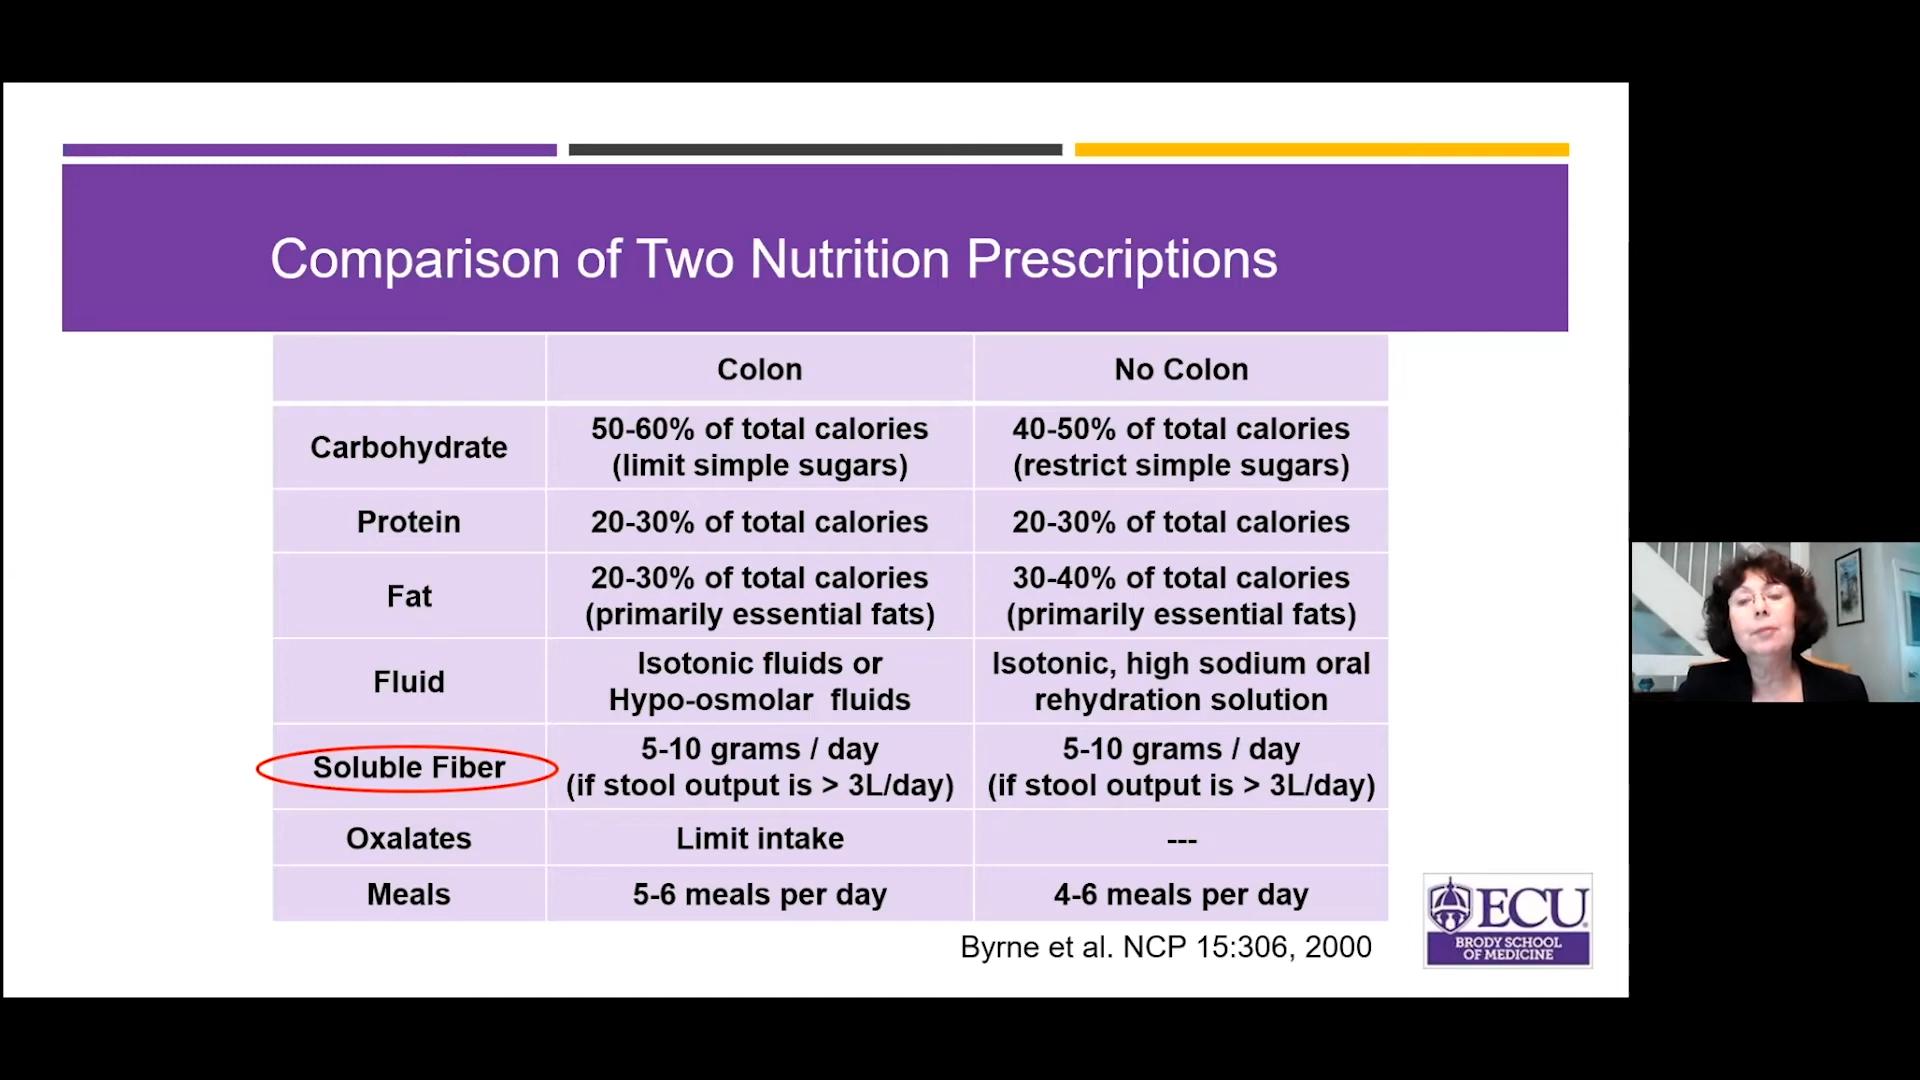 Comparison of Two Nutrition Prescriptions
Colon
No Colon
Carbohydrate
50-60% of total calories
(limit simple sugars)
40-50% of total calories
(restrict simple sugars)
Protein
20-30% of total calories
20-30% of total calories
Fat
20-30% of total calories
(primarily essential fats)
30-40% of total calories
(primarily essential fats)
Fluid
Isotonic fluids or
Hypo-osmolar fluids
Isotonic, high sodium oral
rehydration solution
Soluble Fiber
5-10 grams / day
(if stool output is > 3L/day)
5-10 grams / day
(if stool output is > 3L/day)
Oxalates
Limit intake
---
Meals
5-6 meals per day
4-6 meals per day
Byrne et al. NCP 15:306, 2000
ECU
BRODY SCHOOL
OF MEDICINE